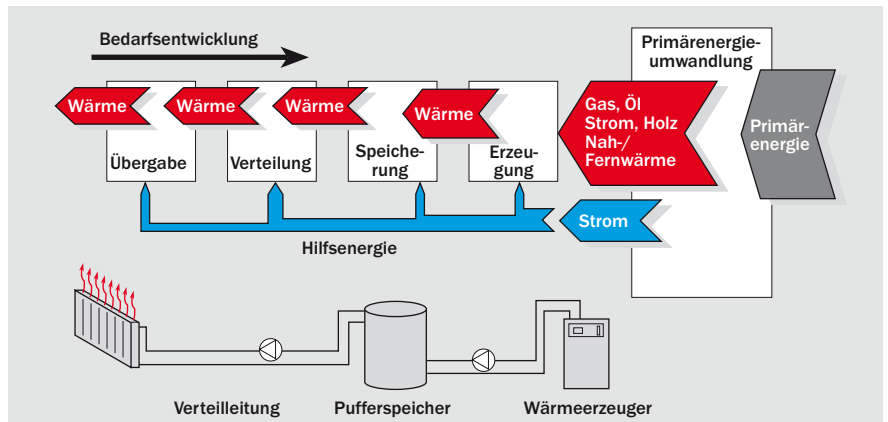 Bedarfsentwicklung
Primärenergie-
umwandlung
Wärme
Wärme
Wärme
Wärme
Gas, Öl
Strom, Holz
Nah-/
Fernwärme
Primär-
energie
Übergabe
Verteilung
Speiche-
rung
Erzeu-
gung
Strom
Hilfsenergie
Verteilleitung
Pufferspeicher
Wärmeerzeuger